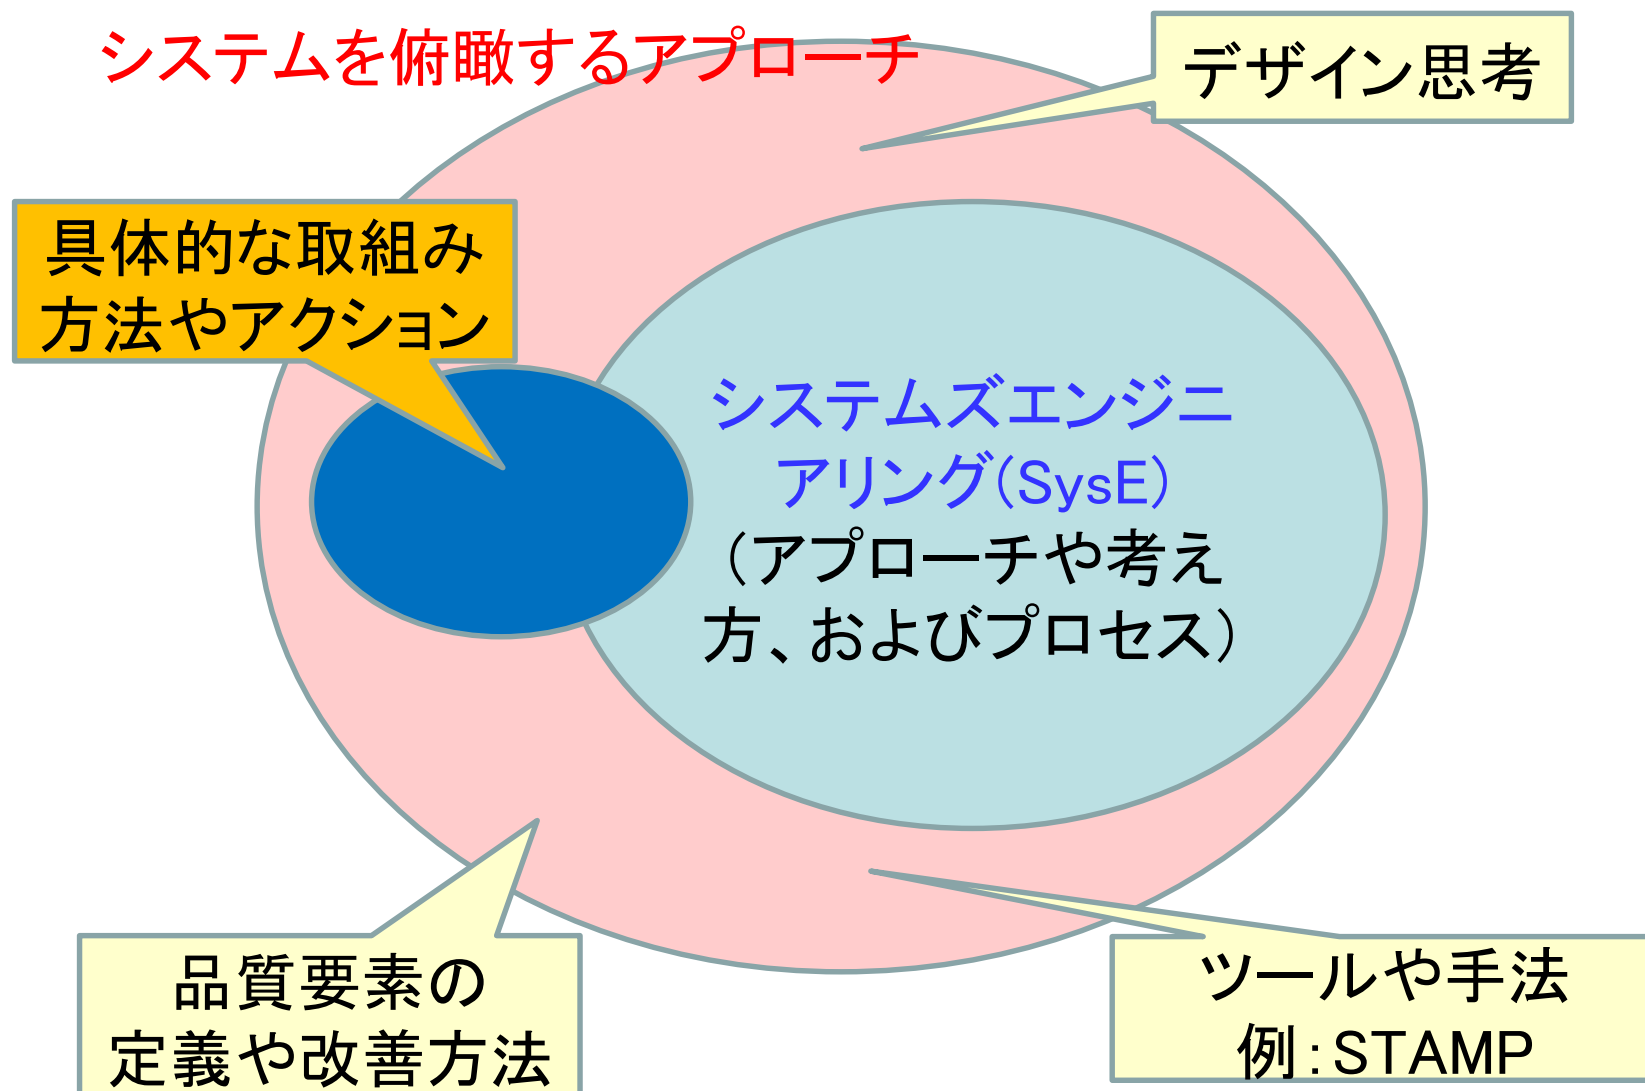 システムを俯瞰するアプローチ
デザイン思考
具体的な取組み
方法やアクション
システムズエンジニ
アリング(SysE)
(アプローチや考え
方、およびプロセス)
品質要素の
定義や改善方法
ツールや手法
例:STAMP